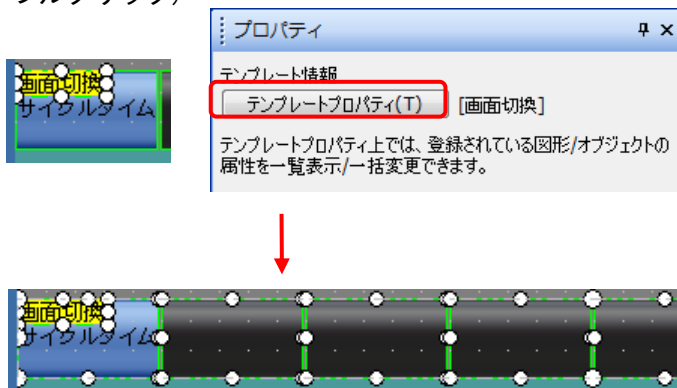 プロパティ
画面切換
サイクルタイム
テンプレート情報
テンプレートプロパティ(T) [画面切換]
テンプレートプロパティ上では、登録されている図形/オブジェクトの
属性を一覧表示/一括変更できます。
画面切換
サイクルタイム